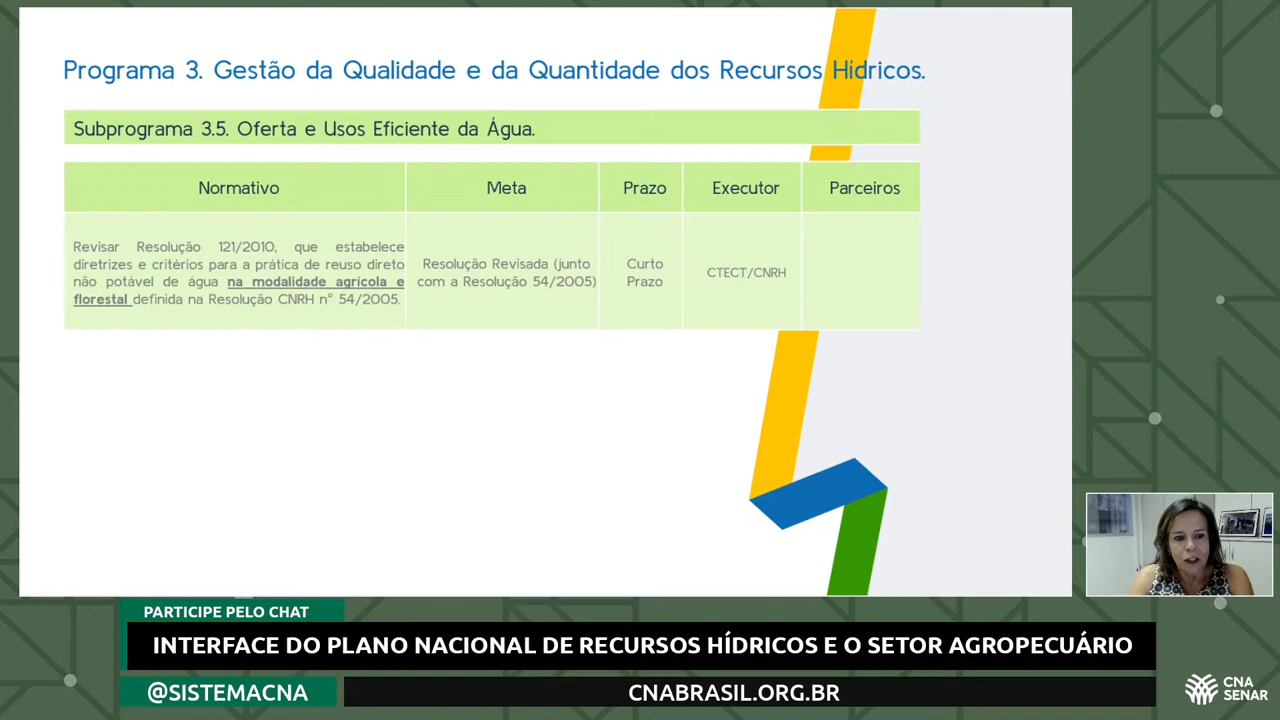 Programa 3. Gestão da Qualidade e da Quantidade dos Recursos Hídricos.
Subprograma 3.5. Oferta e Usos Eficiente da Água.
Normativo
Meta
Prazo
Executor
Parceiros
Revisar Resolução 121/2010, que estabelece
diretrizes e critérios para a prática de reuso direto
não potável de água na modalidade agrícola e
florestal definida na Resolução CNRH n° 54/2005.
Resolução Revisada (junto
com a Resolução 54/2005)
Curto
Prazo
CTECT/CNRH
PARTICIPE PELO CHAT
INTERFACE DO PLANO NACIONAL DE RECURSOS HÍDRICOS E O SETOR AGROPECUÁRIO
@SISTEMACNA
CNABRASIL.ORG.BR
CNA
SENAR